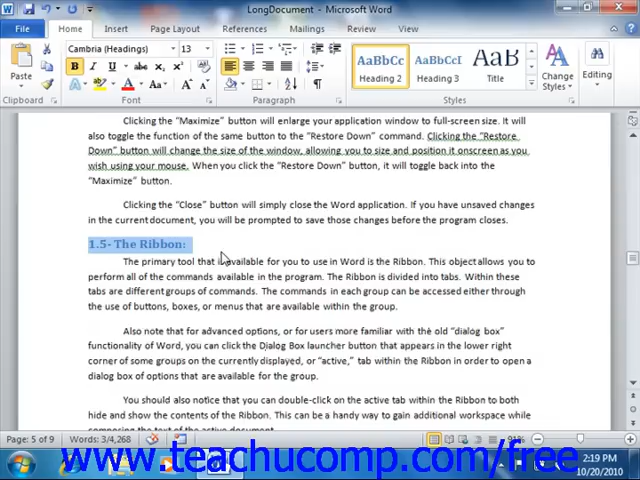 LongDocument - Microsoft Word
File Home Insert Page Layout References Mailings Review View
Cambria (Headings) 13
Paste
B I U
AaBbCc AaBbCcI AaBb
Heading 2 Heading 3 Title
Change Styles
Editing
Clipboard Font Paragraph Styles
Clicking the “Maximize” button will enlarge your application window to full-screen size. It will
also toggle the function of the same button to the “Restore Down” command. Clicking the “Restore
Down” button will change the size of the window, allowing you to size and position it onscreen as you
wish using your mouse. When you click the “Restore Down” button, it will toggle back into the
“Maximize” button.
Clicking the “Close” button will simply close the Word application. If you have unsaved changes
in the current document, you will be prompted to save those changes before the program closes.
1.5- The Ribbon:
The primary tool that is available for you to use in Word is the Ribbon. This object allows you to
perform all of the commands available in the program. The Ribbon is divided into tabs. Within these
tabs are different groups of commands. The commands in each group can be accessed either through
the use of buttons, boxes, or menus that are available within the group.
Also note that for advanced options, or for users more familiar with the old “dialog box”
functionality of Word, you can click the Dialog Box launcher button that appears in the lower right
corner of some groups on the currently displayed, or “active,” tab within the Ribbon in order to open a
dialog box of options that are available for the group.
You should also notice that you can double-click on the active tab within the Ribbon to both
hide and show the contents of the Ribbon. This can be a handy way to gain additional workspace while
composing the text of the active document.
Page: 5 of 9 Words: 3/4,268 91%
www.teachucomp.com/free
2:19 PM
10/20/2010